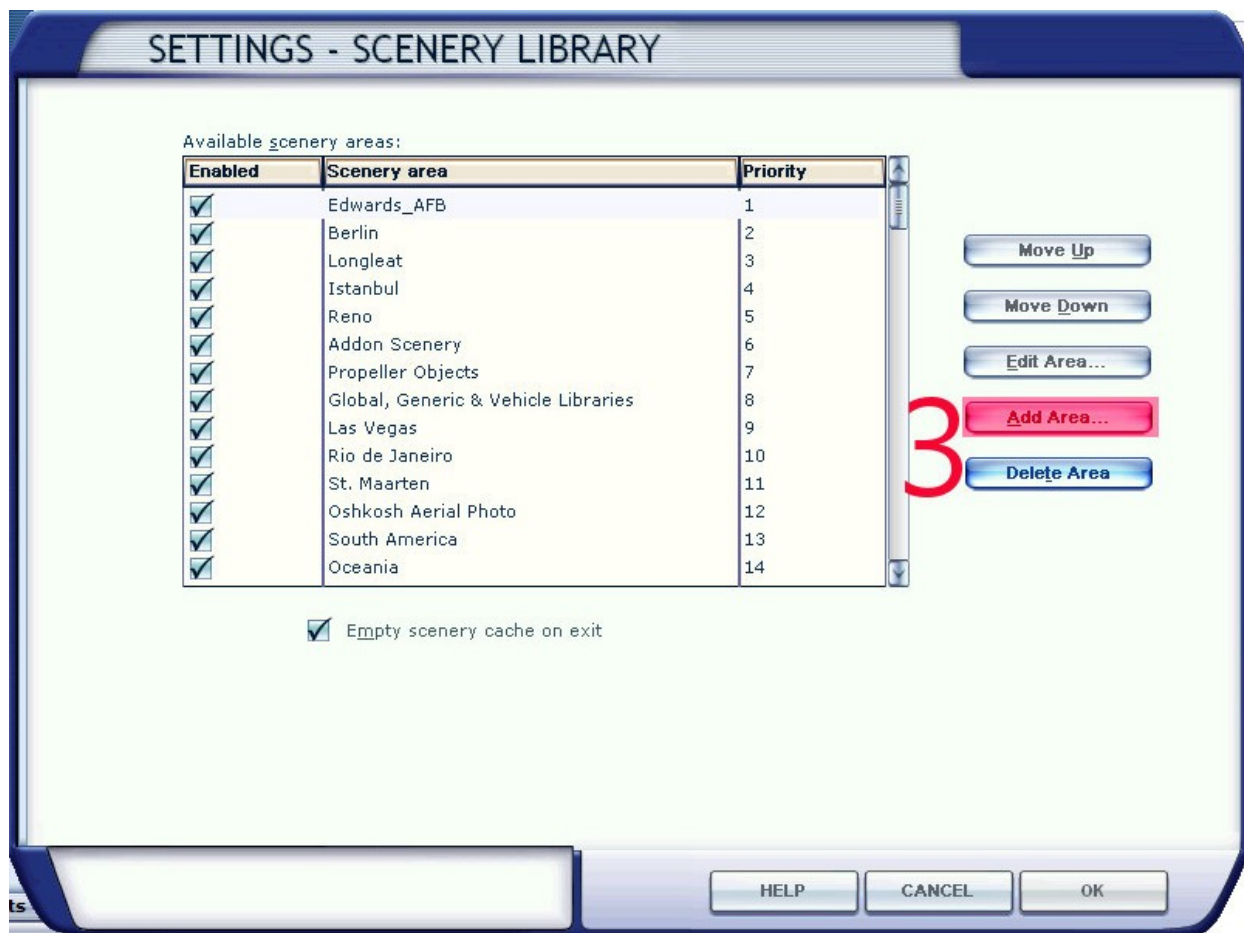 SETTINGS - SCENERY LIBRARY
Available scenery areas:
Enabled Scenery area Priority
Edwards_AFB 1
Berlin 2
Longleat 3
Istanbul 4
Reno 5
Addon Scenery 6
Propeller Objects 7
Global, Generic & Vehicle Libraries 8
Las Vegas 9
Rio de Janeiro 10
St. Maarten 11
Oshkosh Aerial Photo 12
South America 13
Oceania 14
Move Up
Move Down
Edit Area...
3 Add Area...
Delete Area
Empty scenery cache on exit
HELP CANCEL OK
ts